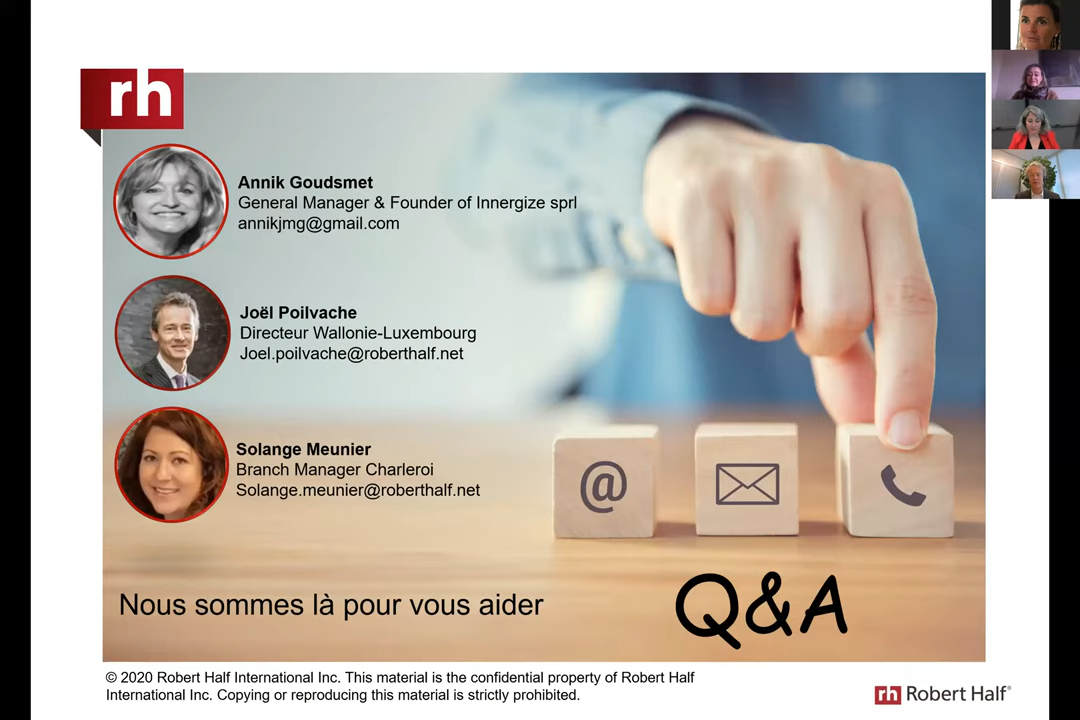 rh
Annik Goudsmet
General Manager & Founder of Innergize sprl
annikjmg@gmail.com
Joël Poilvache
Directeur Wallonie-Luxembourg
Joel.poilvache@roberthalf.net
Solange Meunier
Branch Manager Charleroi
Solange.meunier@roberthalf.net
@
Nous sommes là pour vous aider
Q&A
© 2020 Robert Half International Inc. This material is the confidential property of Robert Half
International Inc. Copying or reproducing this material is strictly prohibited.
rh Robert Half®